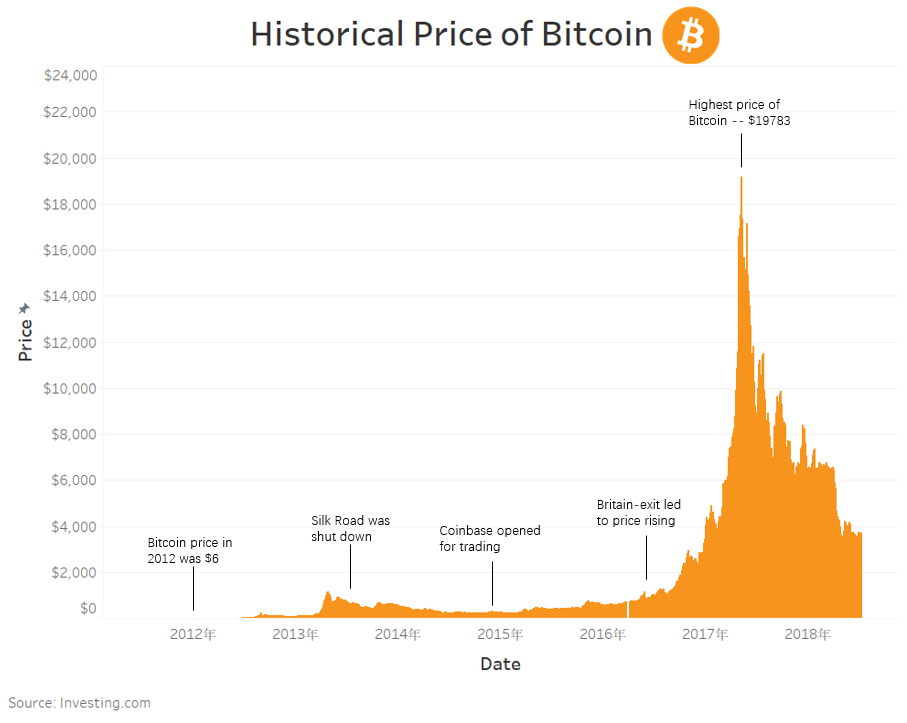 Historical Price of Bitcoin
$24,000
$22,000
$20,000
$18,000
$16,000
$14,000
$12,000
$10,000
$8,000
$6,000
$4,000
$2,000
$0
Price
Highest price of
Bitcoin -- $19783
Britain-exit led
to price rising
Silk Road was
shut down
Coinbase opened
for trading
Bitcoin price in
2012 was $6
2012年
2013年
2014年
2015年
2016年
2017年
2018年
Date
Source: Investing.com